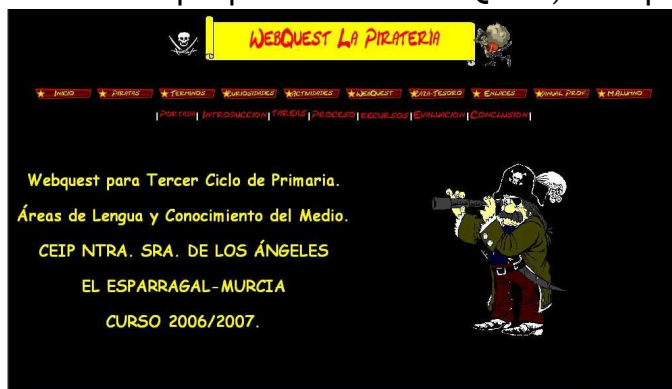 WEBQUEST LA PIRATERÍA
INICIO PIRATAS TERMINOS CURIOSIDADES ACTIVIDADES WEBQUEST CAZA-TESORO ENLACES MANUAL PROF. M.ALUMNO
|PORTADA| INTRODUCCION|TAREAS|PROCESO|RECURSOS|EVALUACION|CONCLUSION|
Webquest para Tercer Ciclo de Primaria.
Áreas de Lengua y Conocimiento del Medio.
CEIP NTRA. SRA. DE LOS ÁNGELES
EL ESPARRAGAL-MURCIA
CURSO 2006/2007.